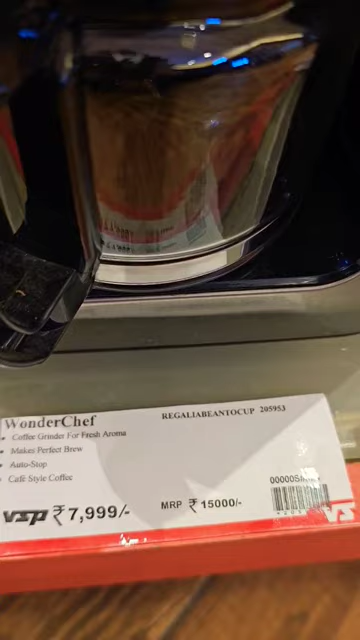 WonderChef REGALIABEANTOCUP 205953
• Coffee Grinder For Fresh Aroma
• Makes Perfect Brew
• Auto-Stop
• Café Style Coffee
vsp ₹7,999/- MRP ₹15000/-
VS